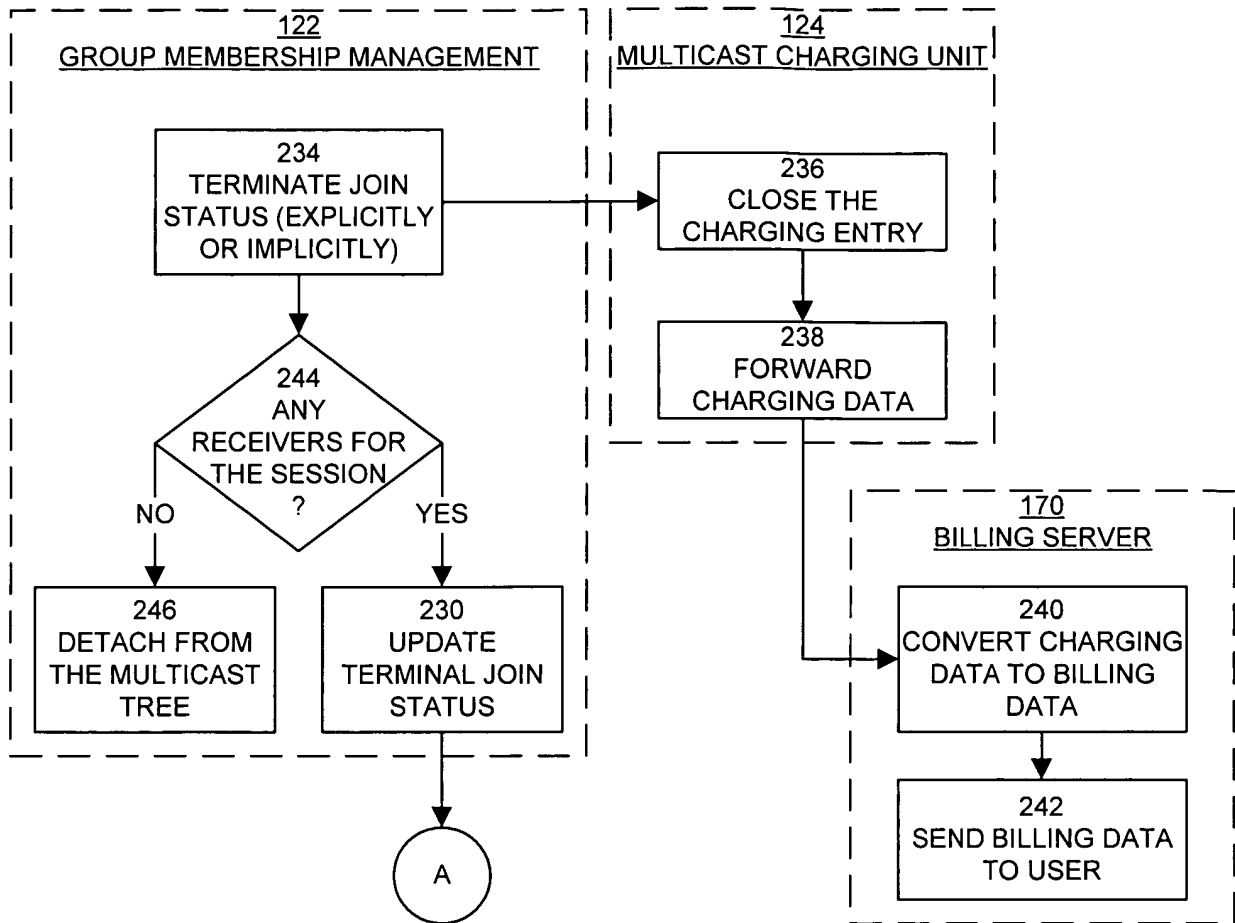 122
GROUP MEMBERSHIP MANAGEMENT
234
TERMINATE JOIN
STATUS (EXPLICITLY
OR IMPLICITLY)
244
ANY
RECEIVERS FOR
THE SESSION
?
NO
YES
246
DETACH FROM
THE MULTICAST
TREE
230
UPDATE
TERMINAL JOIN
STATUS
A
124
MULTICAST CHARGING UNIT
236
CLOSE THE
CHARGING ENTRY
238
FORWARD
CHARGING DATA
170
BILLING SERVER
240
CONVERT CHARGING
DATA TO BILLING
DATA
242
SEND BILLING DATA
TO USER